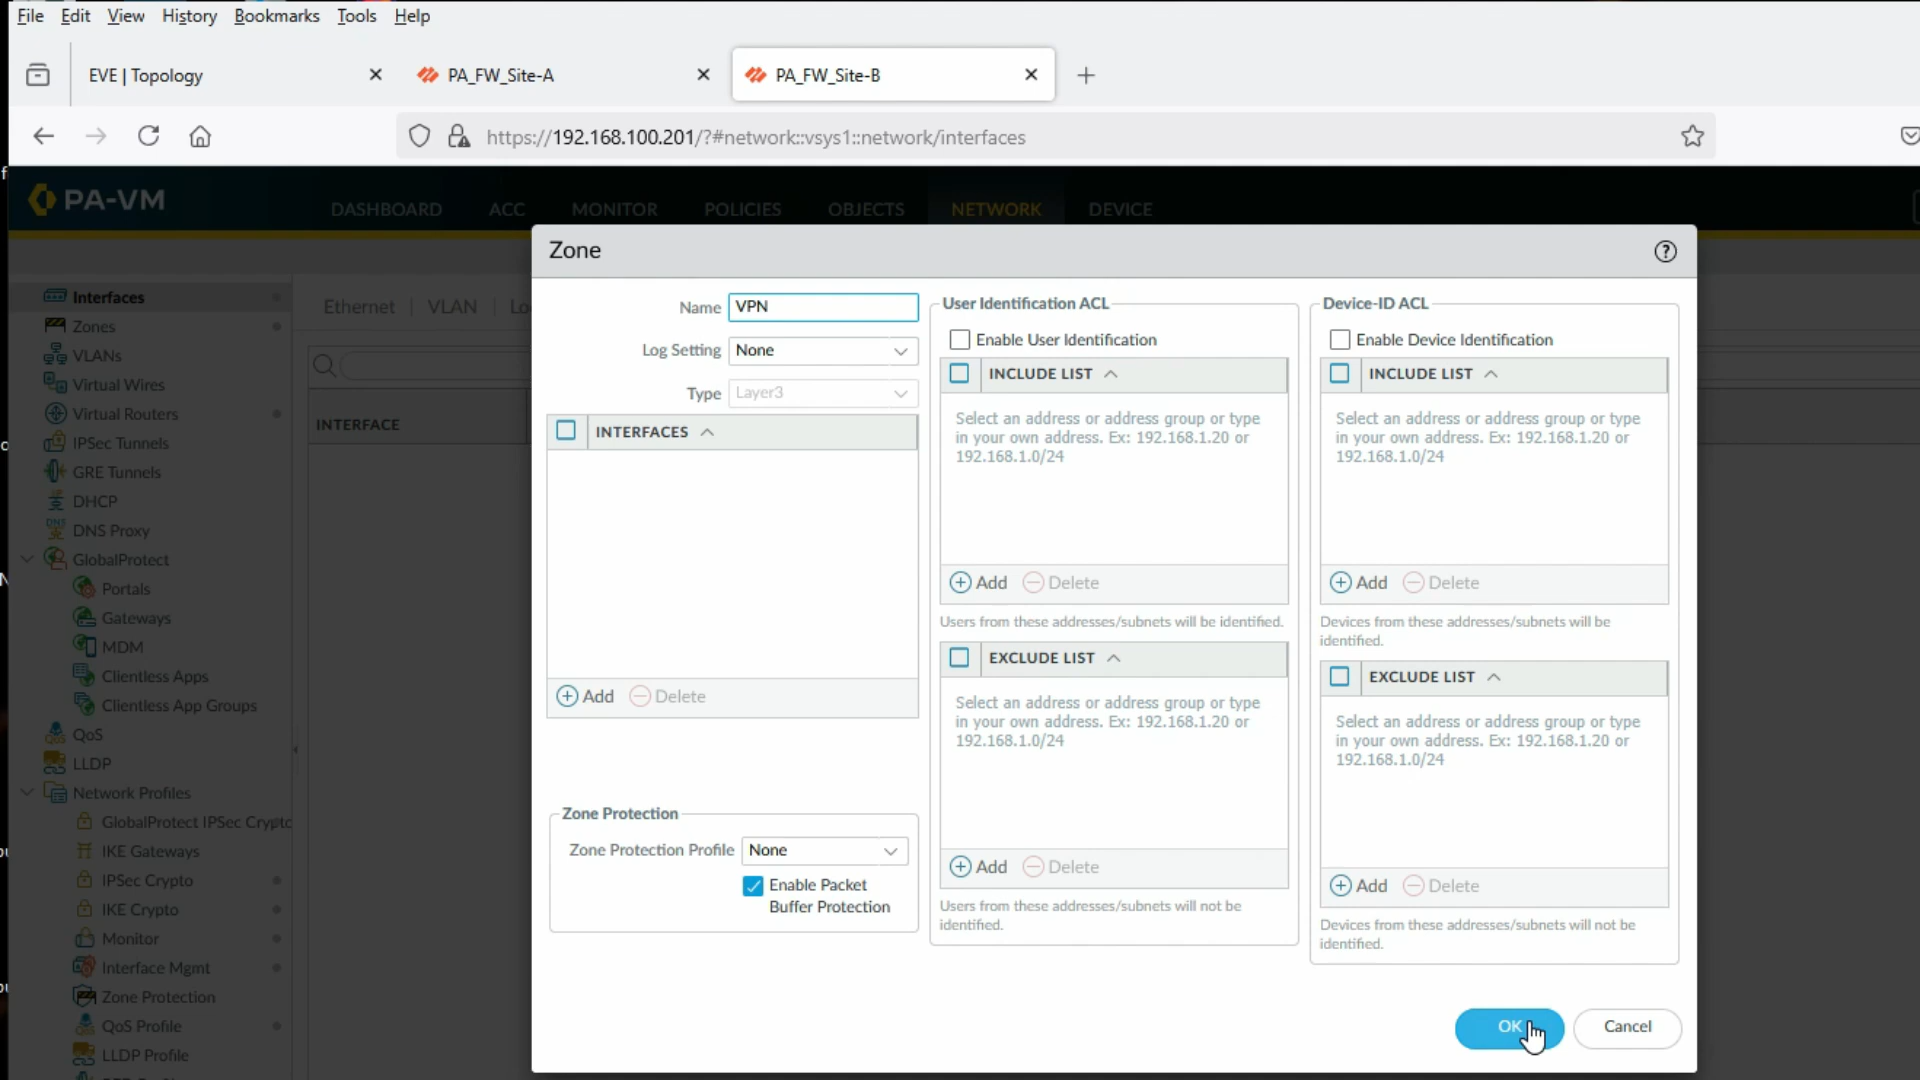 File Edit View History Bookmarks Tools Help
EVE | Topology
PA_FW_Site-A
PA_FW_Site-B
https://192.168.100.201/?#network::vsys1::network/interfaces
PA-VM
DASHBOARD ACC MONITOR POLICIES OBJECTS NETWORK DEVICE
Interfaces
Zones
VLANs
Virtual Wires
Virtual Routers
IPSec Tunnels
GRE Tunnels
DHCP
DNS Proxy
GlobalProtect
Portals
Gateways
MDM
Clientless Apps
Clientless App Groups
QoS
LLDP
Network Profiles
GlobalProtect IPSec Crypto
IKE Gateways
IPSec Crypto
IKE Crypto
Monitor
Interface Mgmt
Zone Protection
QoS Profile
LLDP Profile
Ethernet VLAN Lo
INTERFACE
Zone
Name VPN
Log Setting None
Type Layer3
INTERFACES
Add Delete
Zone Protection
Zone Protection Profile None
Enable Packet
Buffer Protection
User Identification ACL
Enable User Identification
INCLUDE LIST
Select an address or address group or type
in your own address. Ex: 192.168.1.20 or
192.168.1.0/24
Add Delete
Users from these addresses/subnets will be identified.
EXCLUDE LIST
Select an address or address group or type
in your own address. Ex: 192.168.1.20 or
192.168.1.0/24
Add Delete
Users from these addresses/subnets will not be
identified.
Device-ID ACL
Enable Device Identification
INCLUDE LIST
Select an address or address group or type
in your own address. Ex: 192.168.1.20 or
192.168.1.0/24
Add Delete
Devices from these addresses/subnets will be
identified.
EXCLUDE LIST
Select an address or address group or type
in your own address. Ex: 192.168.1.20 or
192.168.1.0/24
Add Delete
Devices from these addresses/subnets will not be
identified.
OK Cancel